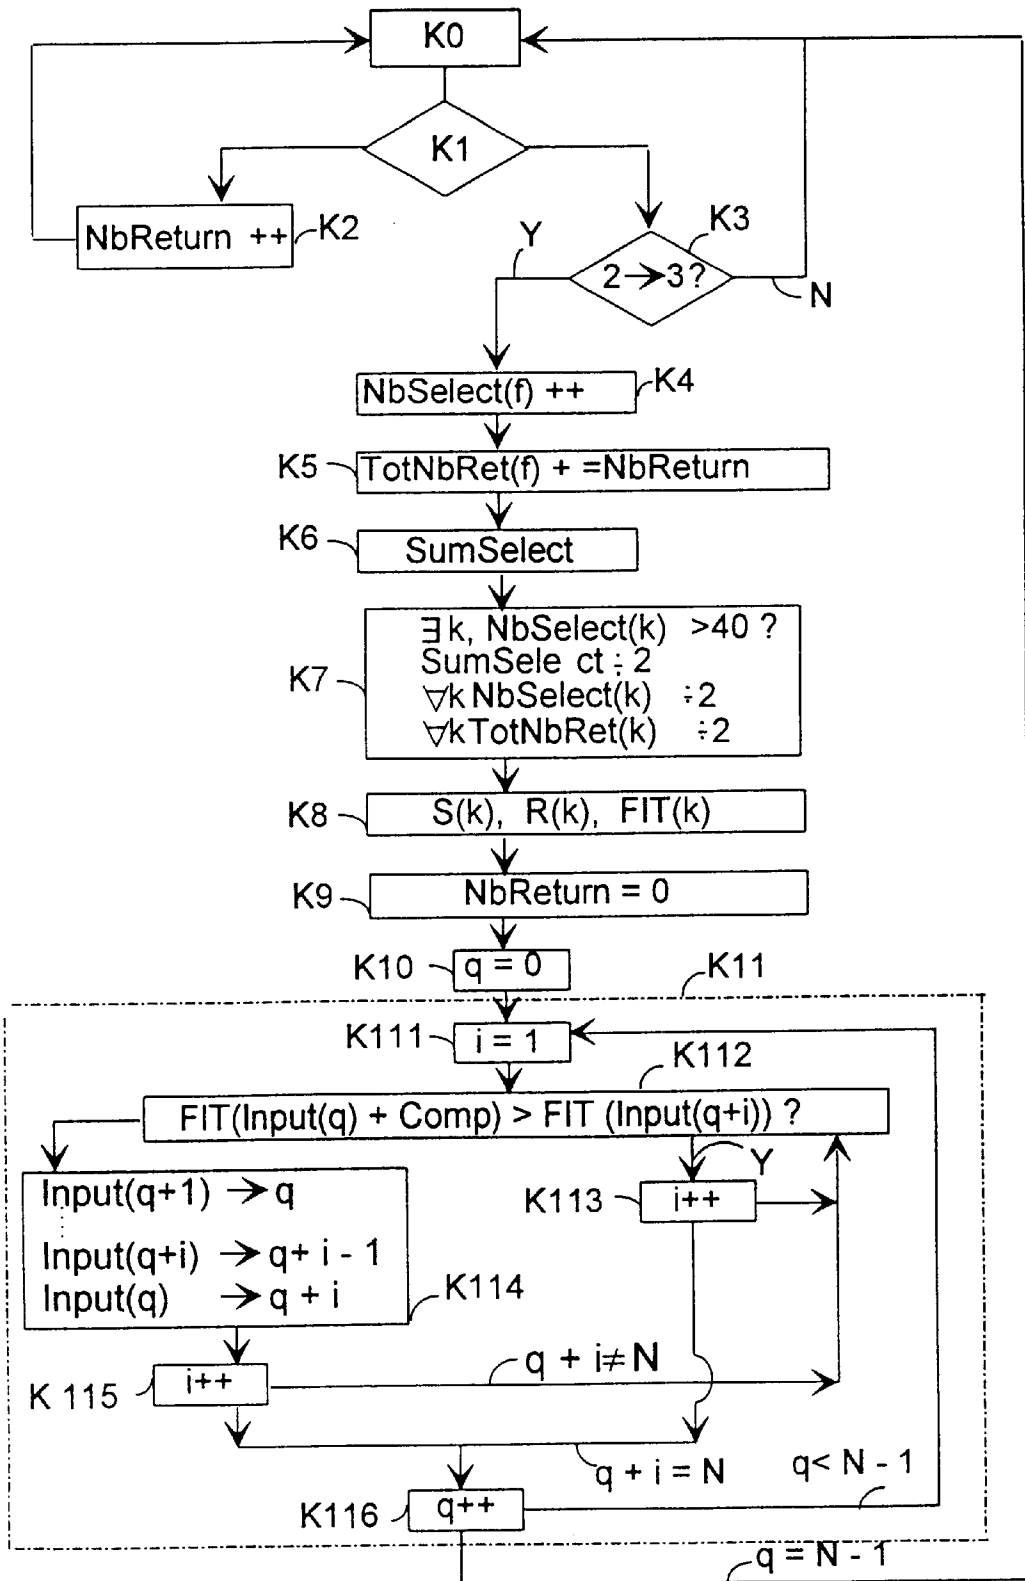 K0
K1
NbReturn ++
K2
K3
Y
2→3?
N
NbSelect(f) ++
K4
K5
TotNbRet(f) + =NbReturn
K6
SumSelect
K7
∃k, NbSelect(k) >40 ?
SumSele ct ÷ 2
∀k NbSelect(k) ÷2
∀k TotNbRet(k) ÷2
K8
S(k), R(k), FIT(k)
K9
NbReturn = 0
K10
q = 0
K11
K111
i = 1
K112
FIT(Input(q) + Comp) > FIT (Input(q+i)) ?
Y
Input(q+1) → q
Input(q+i) → q+ i - 1
Input(q) → q + i
K113
i++
K114
K 115
i++
q + i≠ N
q + i = N
q< N - 1
K116
q++
q = N - 1